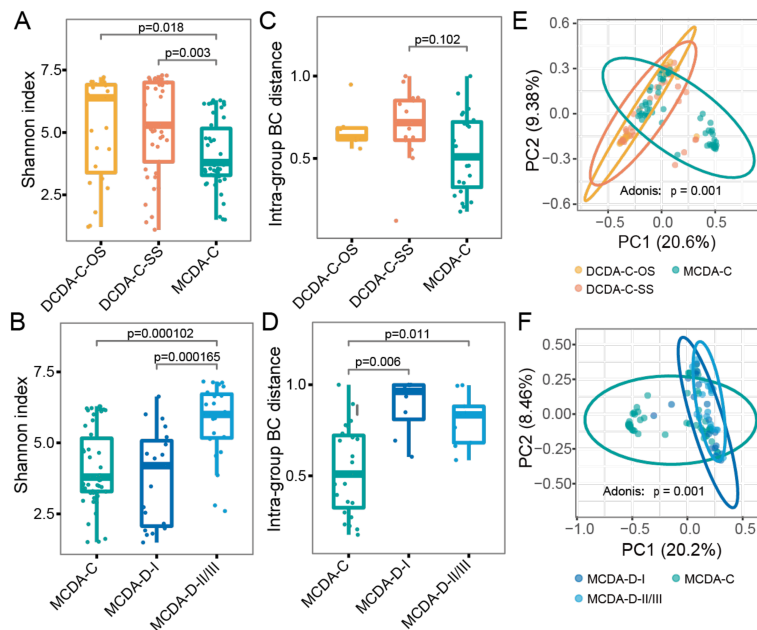 A
p=0.018
p=0.003
Shannon index
7.5
5.0
2.5
DCDA-C-OS
DCDA-C-SS
MCDA-C
C
p=0.102
Intra-group BC distance
1.0
0.5
DCDA-C-OS
DCDA-C-SS
MCDA-C
E
PC2 (9.38%)
0.6
0.3
0.0
−0.3
−0.6
Adonis: p = 0.001
−0.5 0.0 0.5
PC1 (20.6%)
DCDA-C-OS MCDA-C
DCDA-C-SS
B
p=0.000102
p=0.000165
Shannon index
7.5
5.0
2.5
MCDA-C
MCDA-D-I
MCDA-D-II/III
D
p=0.011
p=0.006
Intra-group BC distance
1.0
0.5
MCDA-C
MCDA-D-I
MCDA-D-II/III
F
PC2 (8.46%)
0.50
0.25
0.00
−0.25
−0.50
Adonis: p = 0.001
−1.0 −0.5 0.0 0.5
PC1 (20.2%)
MCDA-D-I MCDA-C
MCDA-D-II/III